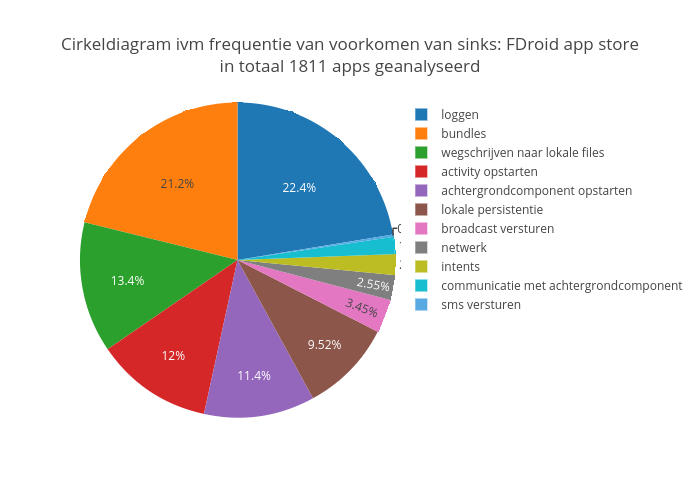 Cirkeldiagram ivm frequentie van voorkomen van sinks: FDroid app store
in totaal 1811 apps geanalyseerd
22.4%
21.2%
13.4%
12%
11.4%
9.52%
3.45%
2.55%
loggen
bundles
wegschrijven naar lokale files
activity opstarten
achtergrondcomponent opstarten
lokale persistentie
broadcast versturen
netwerk
intents
communicatie met achtergrondcomponent
sms versturen